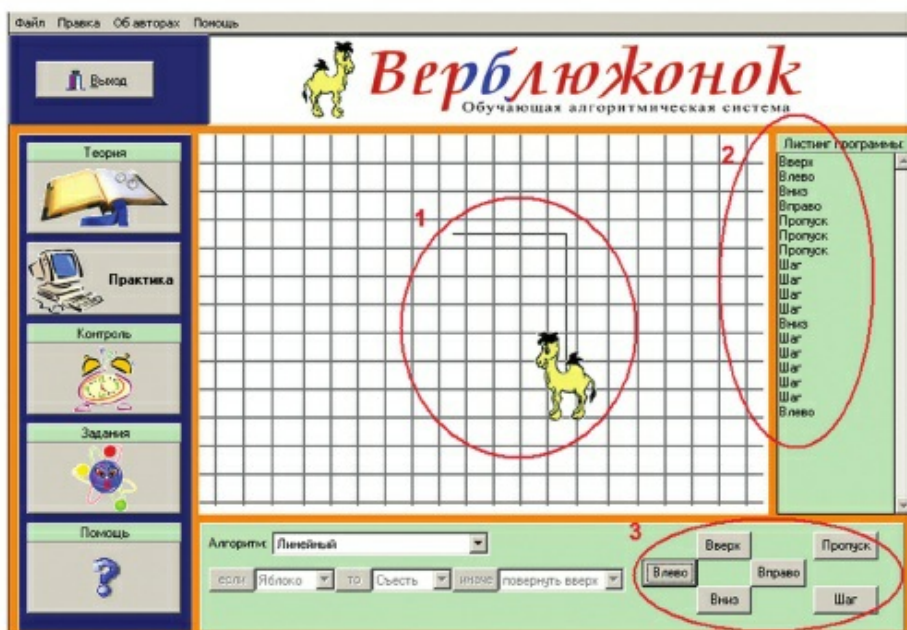 Файл Правка Об авторах Помощь
Выход
Верблюжонок
Обучающая алгоритмическая система
Теория
Практика
Контроль
Задания
Помощь
1
2
Листинг программы:
Вверх
Влево
Вниз
Вправо
Пропуск
Пропуск
Пропуск
Шаг
Шаг
Шаг
Шаг
Вниз
Шаг
Шаг
Шаг
Шаг
Шаг
Влево
Алгоритм: Линейный
если Яблоко то Съесть иначе повернуть вверх
3
Вверх Пропуск
Влево Вправо
Вниз Шаг